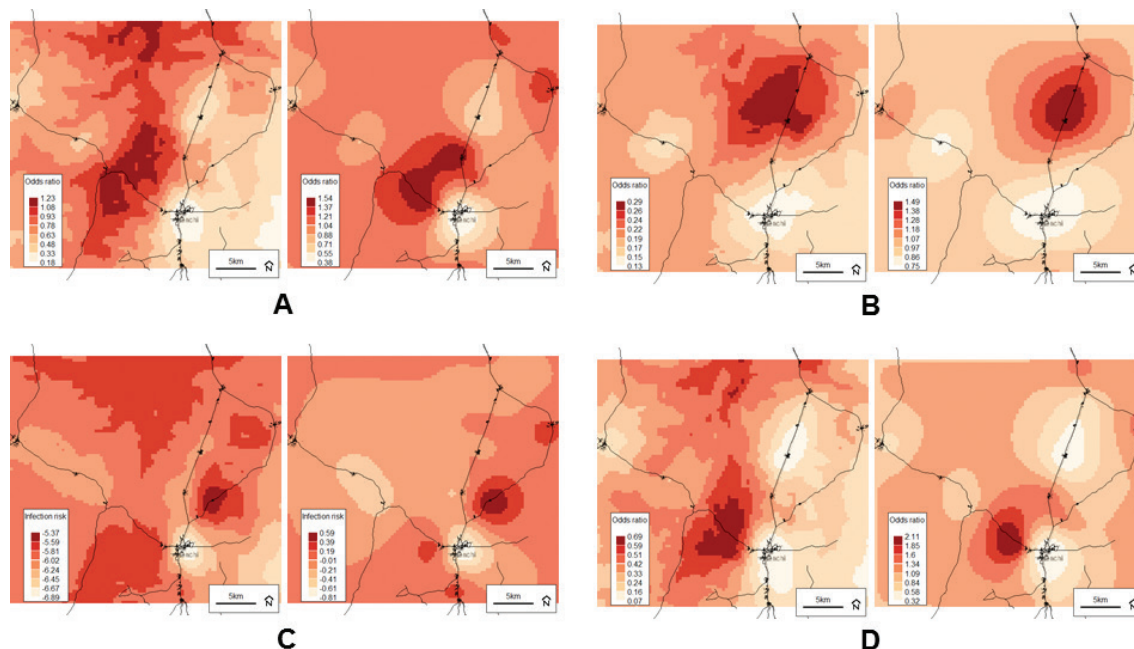 Odds ratio
1.23
1.08
0.93
0.78
0.63
0.48
0.33
0.18
5km
N
Odds ratio
1.54
1.37
1.21
1.04
0.88
0.71
0.55
0.38
5km
N
A
Odds ratio
0.29
0.26
0.24
0.22
0.19
0.17
0.15
0.13
5km
N
Odds ratio
1.49
1.38
1.28
1.18
1.07
0.97
0.86
0.75
5km
N
B
Infection risk
-5.37
-5.59
-5.81
-6.02
-6.24
-6.45
-6.67
-6.89
5km
N
Infection risk
0.59
0.39
0.19
-0.01
-0.21
-0.41
-0.61
-0.81
5km
N
C
Odds ratio
0.69
0.59
0.51
0.42
0.33
0.24
0.16
0.07
5km
N
Odds ratio
2.11
1.85
1.6
1.34
1.09
0.84
0.58
0.32
5km
N
D